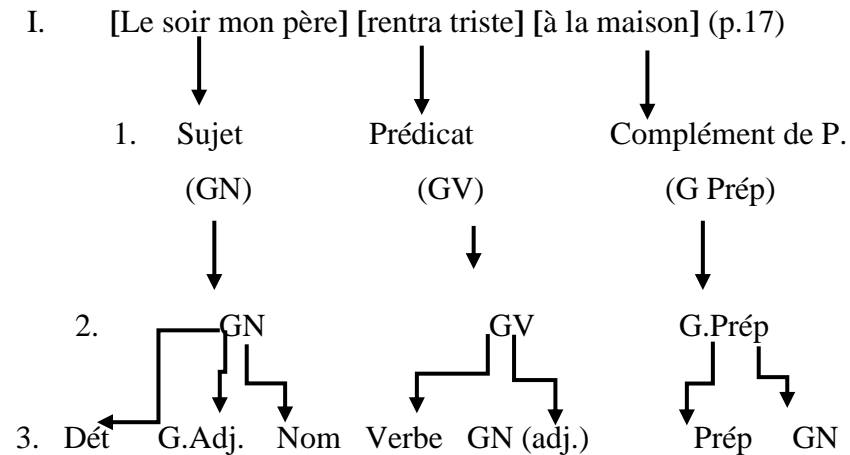 I. [Le soir mon père] [rentra triste] [à la maison] (p.17)
1. Sujet Prédicat Complément de P.
(GN) (GV) (G Prép)
2. GN GV G.Prép
3. Dét G.Adj. Nom Verbe GN (adj.) Prép GN